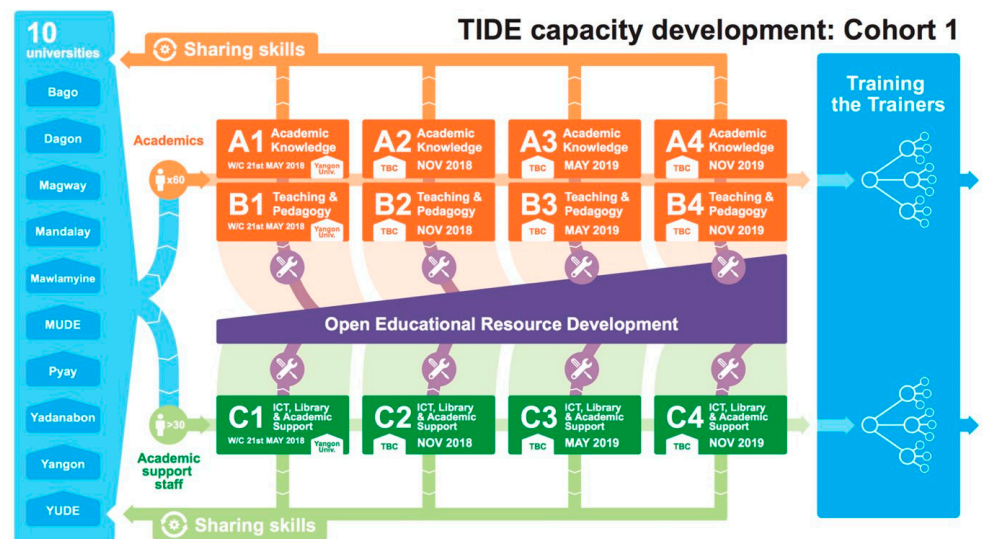 TIDE capacity development: Cohort 1
10
universities
Bago
Dagon
Magway
Mandalay
Mawlamyine
MUDE
Pyay
Yadanabon
Yangon
YUDE
Sharing skills
Academics
x60
A1 Academic
Knowledge
W/C 21st MAY 2018
Yangon
Univ.
A2 Academic
Knowledge
TBC
NOV 2018
A3 Academic
Knowledge
TBC
MAY 2019
A4 Academic
Knowledge
TBC
NOV 2019
B1 Teaching &
Pedagogy
W/C 21st MAY 2018
Yangon
Univ.
B2 Teaching &
Pedagogy
TBC
NOV 2018
B3 Teaching &
Pedagogy
TBC
MAY 2019
B4 Teaching &
Pedagogy
TBC
NOV 2019
Open Educational Resource Development
>30
Academic
support
staff
C1 ICT, Library
& Academic
Support
W/C 21st MAY 2018
Yangon
Univ.
C2 ICT, Library
& Academic
Support
TBC
NOV 2018
C3 ICT, Library
& Academic
Support
TBC
MAY 2019
C4 ICT, Library
& Academic
Support
TBC
NOV 2019
Sharing skills
Training
the Trainers